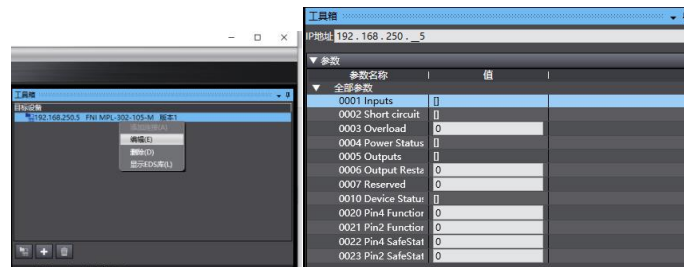 工具箱
目标设备
192.168.250.5 FNI MPL-302-105-M 版本1
编辑(E)
删除(D)
显示EDS库(L)
工具箱
IP地址 192 . 168 . 250 . __5
▼ 参数
参数名称 值
▼ 全部参数
0001 Inputs []
0002 Short circuit []
0003 Overload 0
0004 Power Status []
0005 Outputs []
0006 Output Resta 0
0007 Reserved 0
0010 Device Status []
0020 Pin4 Function 0
0021 Pin2 Function 0
0022 Pin4 SafeStat 0
0023 Pin2 SafeStat 0